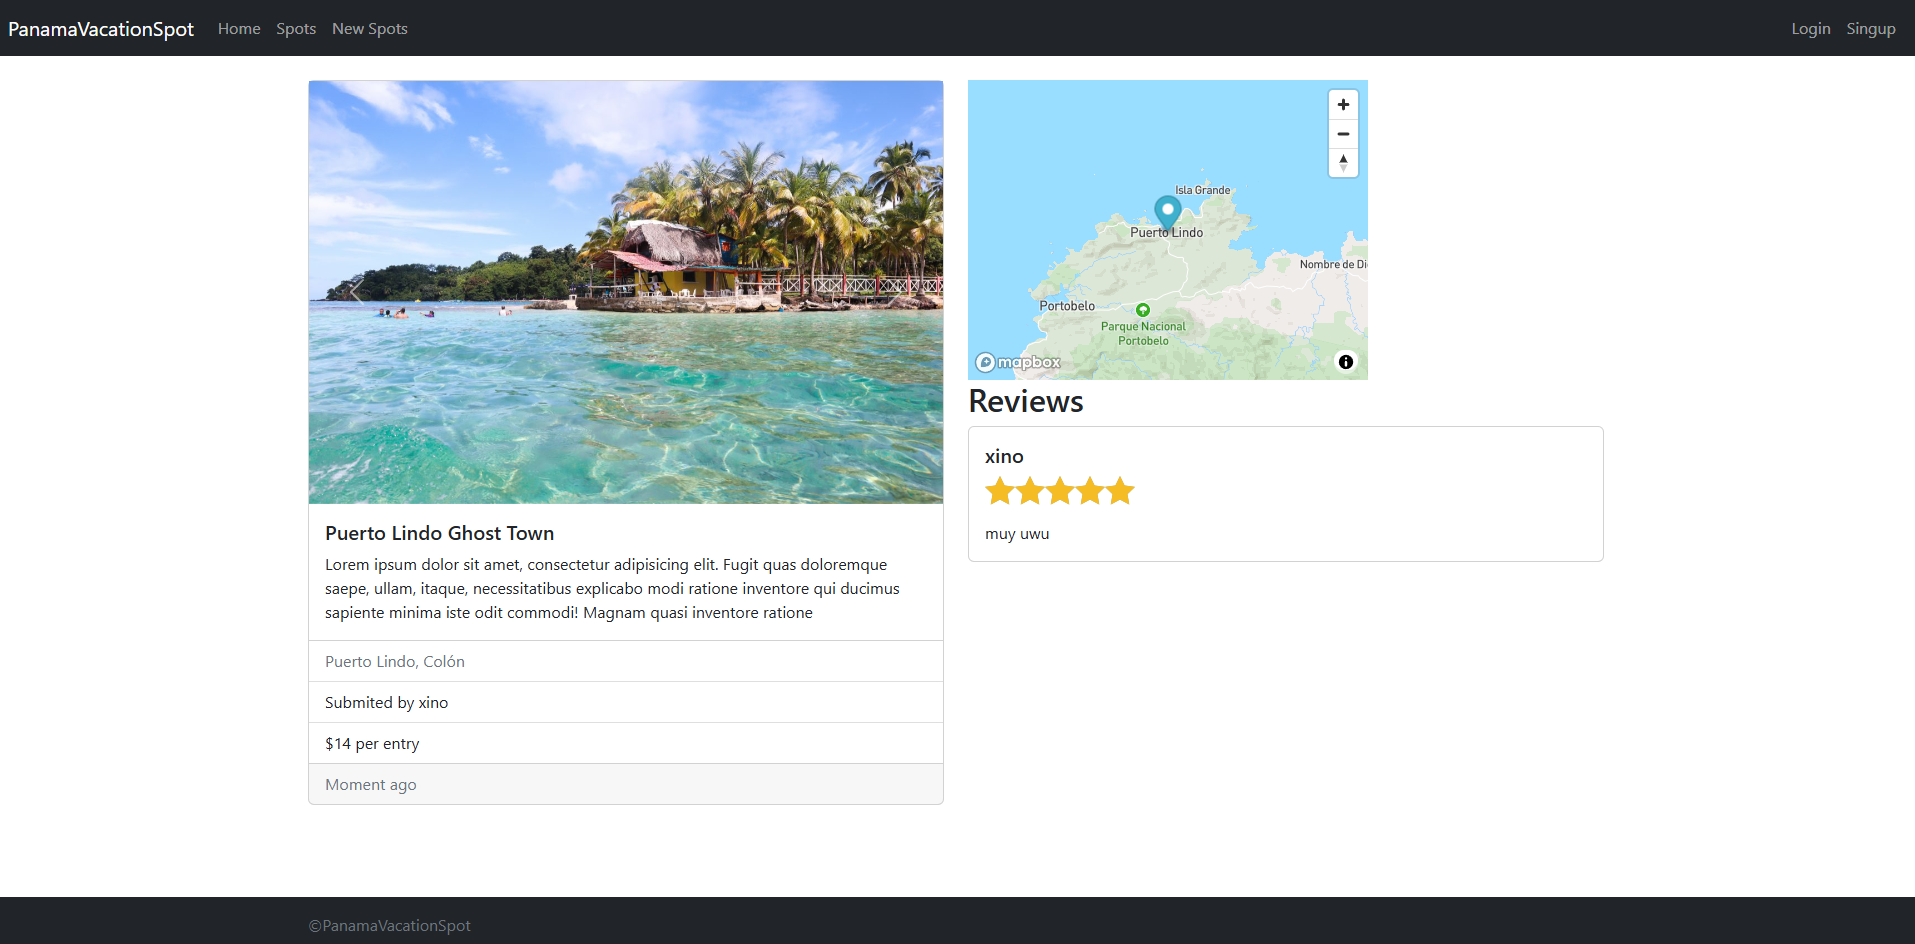 PanamaVacationSpot
Home
Spots
New Spots
Login
Singup
Puerto Lindo Ghost Town
Lorem ipsum dolor sit amet, consectetur adipisicing elit. Fugit quas doloremque
saepe, ullam, itaque, necessitatibus explicabo modi ratione inventore qui ducimus
sapiente minima iste odit commodi! Magnam quasi inventore ratione
Puerto Lindo, Colón
Submited by xino
$14 per entry
Moment ago
Isla Grande
Puerto Lindo
Nombre de Di
Portobelo
Parque Nacional
Portobelo
mapbox
Reviews
xino
muy uwu
©PanamaVacationSpot